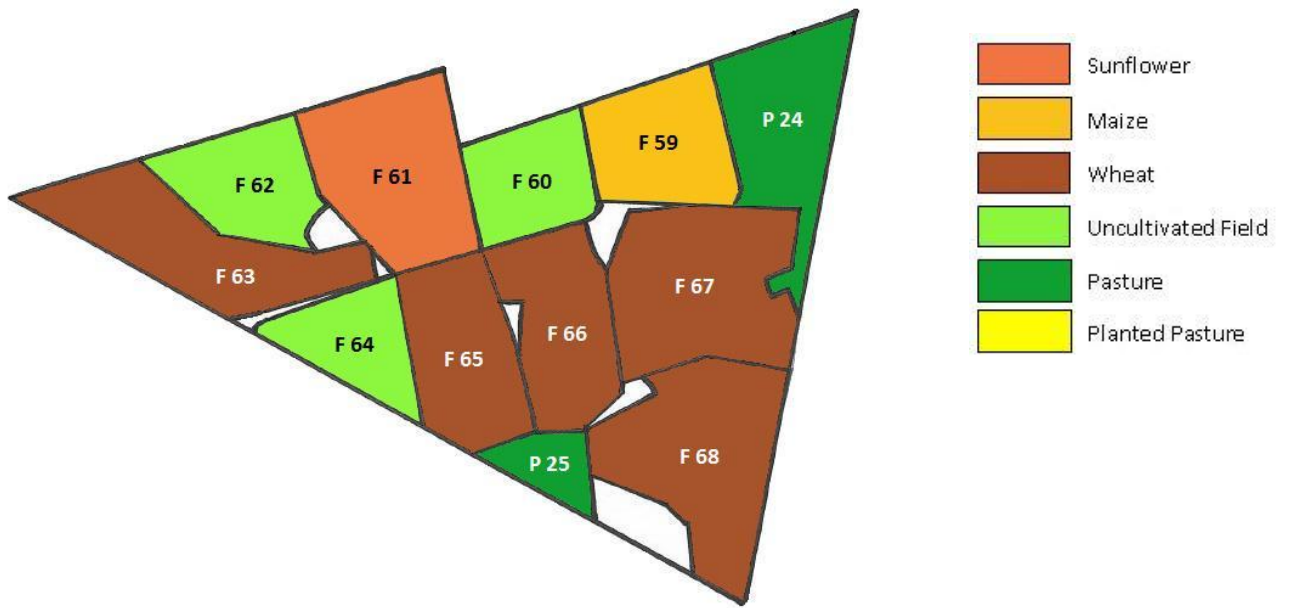 P 24
F 59
F 62
F 61
F 60
F 63
F 67
F 64
F 65
F 66
P 25
F 68
Sunflower
Maize
Wheat
Uncultivated Field
Pasture
Planted Pasture